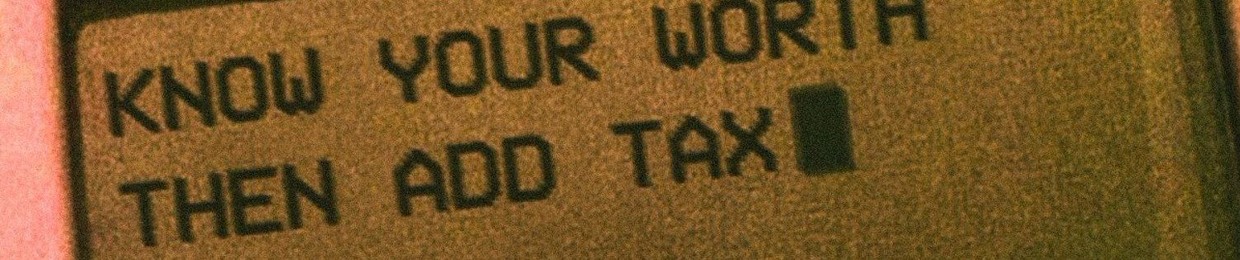 KNOW YOUR WORTH
THEN ADD TAX